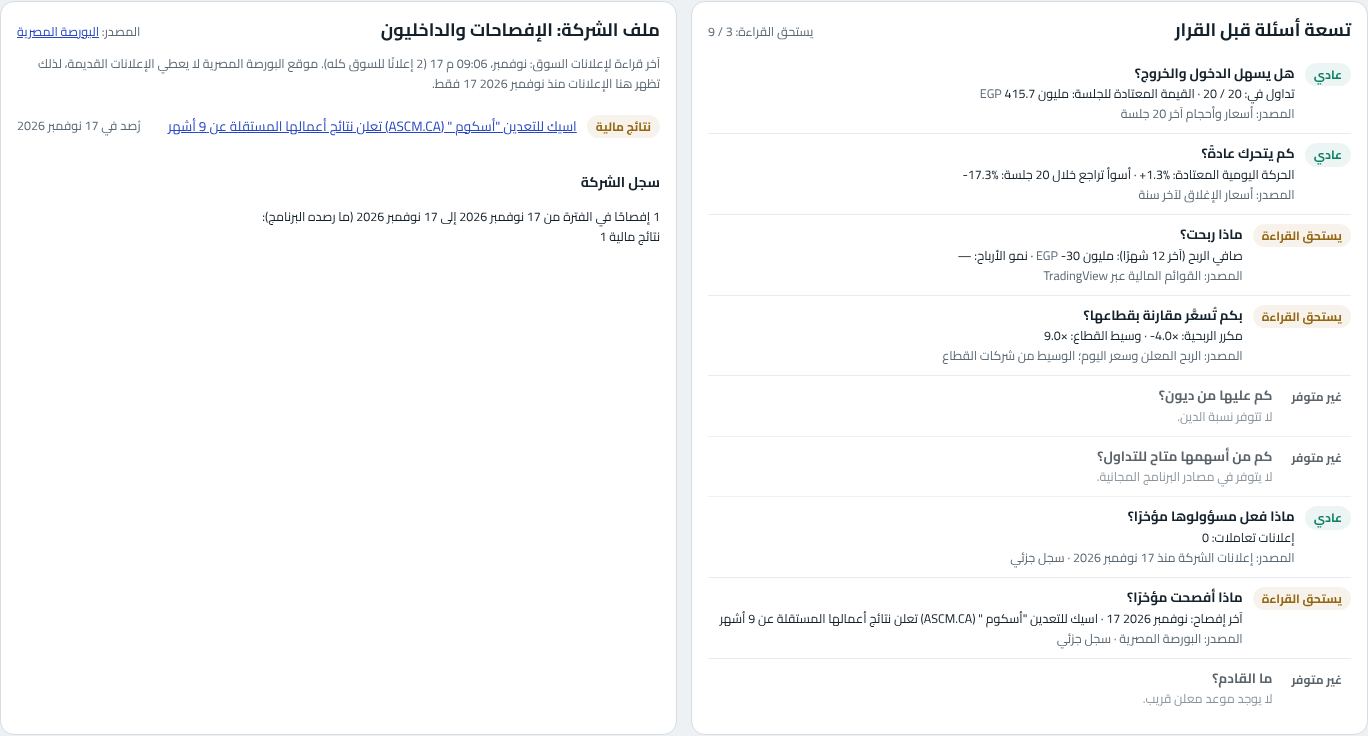 تسعة أسئلة قبل القرار
يستحق القراءة: 3 / 9
عادي
هل يسهل الدخول والخروج؟
تداول في: 20 / 20 · القيمة المعتادة للجلسة: مليون 415.7 EGP
المصدر: أسعار وأحجام آخر 20 جلسة
عادي
كم يتحرك عادةً؟
الحركة اليومية المعتادة: %1.3+ · أسوأ تراجع خلال 20 جلسة: %17.3-
المصدر: أسعار الإغلاق لآخر سنة
يستحق القراءة
ماذا ربحت؟
صافي الربح (آخر 12 شهرًا): مليون 30- EGP · نمو الأرباح: —
المصدر: القوائم المالية عبر TradingView
يستحق القراءة
بكم تُسعَّر مقارنة بقطاعها؟
مكرر الربحية: ×4.0- · وسيط القطاع: ×9.0
المصدر: الربح المعلن وسعر اليوم؛ الوسيط من شركات القطاع
غير متوفر
كم عليها من ديون؟
لا تتوفر نسبة الدين.
غير متوفر
كم من أسهمها متاح للتداول؟
لا يتوفر في مصادر البرنامج المجانية.
عادي
ماذا فعل مسؤولوها مؤخرًا؟
إعلانات تعاملات: 0
المصدر: إعلانات الشركة منذ 17 نوفمبر 2026 · سجل جزئي
يستحق القراءة
ماذا أفصحت مؤخرًا؟
آخر إفصاح: نوفمبر 2026 17 · اسيك للتعدين "أسكوم " (ASCM.CA) تعلن نتائج أعمالها المستقلة عن 9 أشهر
المصدر: البورصة المصرية · سجل جزئي
غير متوفر
ما القادم؟
لا يوجد موعد معلن قريب.
ملف الشركة: الإفصاحات والداخليون
المصدر: البورصة المصرية
آخر قراءة لإعلانات السوق: نوفمبر، 09:06 م 17 (2 إعلانًا للسوق كله). موقع البورصة المصرية لا يعطي الإعلانات القديمة، لذلك
تظهر هنا الإعلانات منذ نوفمبر 2026 17 فقط.
نتائج مالية
اسيك للتعدين "أسكوم " (ASCM.CA) تعلن نتائج أعمالها المستقلة عن 9 أشهر
رُصد في 17 نوفمبر 2026
سجل الشركة
1 إفصاحًا في الفترة من 17 نوفمبر 2026 إلى 17 نوفمبر 2026 (ما رصده البرنامج):
نتائج مالية 1